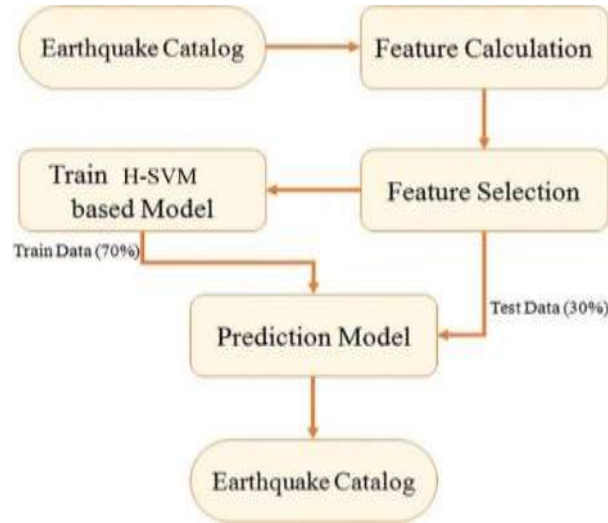 Earthquake Catalog
Feature Calculation
Train H-SVM
based Model
Feature Selection
Train Data (70%)
Test Data (30%)
Prediction Model
Earthquake Catalog